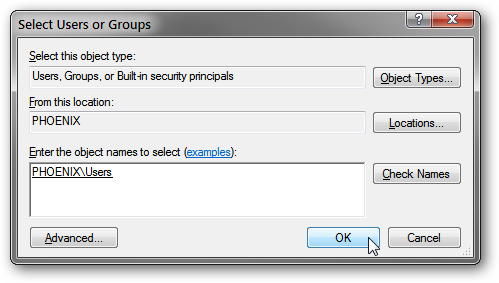 Select Users or Groups
Select this object type:
Users, Groups, or Built-in security principals
Object Types...
From this location:
PHOENIX
Locations...
Enter the object names to select (examples):
PHOENIX\Users
Check Names
Advanced...
OK
Cancel